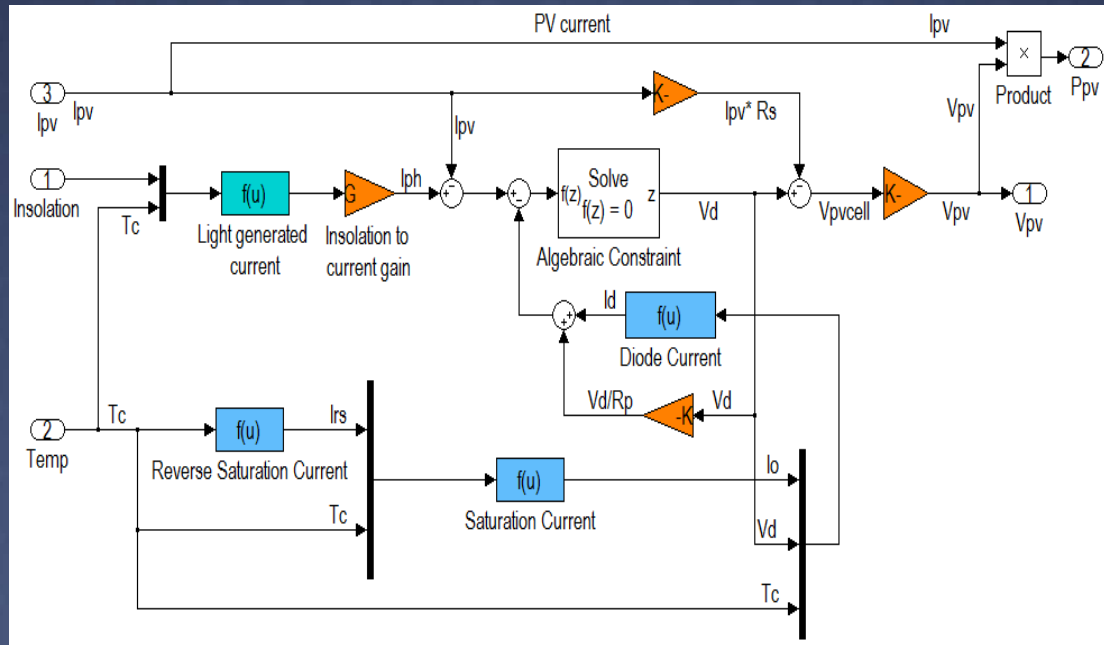 PV current
Ipv
3
Ipv
Ipv
K-
Ipv* Rs
×
Product
2
Ppv
Ipv
Vpv
1
Insolation
Tc
f(u)
Light generated
current
G
Insolation to
current gain
Iph
+
-
+
-
f(z)
Solve
f(z) = 0
z
Algebraic Constraint
Vd
+
-
Vpvcell
K-
Vpv
1
Vpv
+
+
Id
f(u)
Diode Current
Vd/Rp
-K
Vd
2
Temp
Tc
f(u)
Reverse Saturation Current
Irs
Tc
f(u)
Saturation Current
Io
Vd
Tc